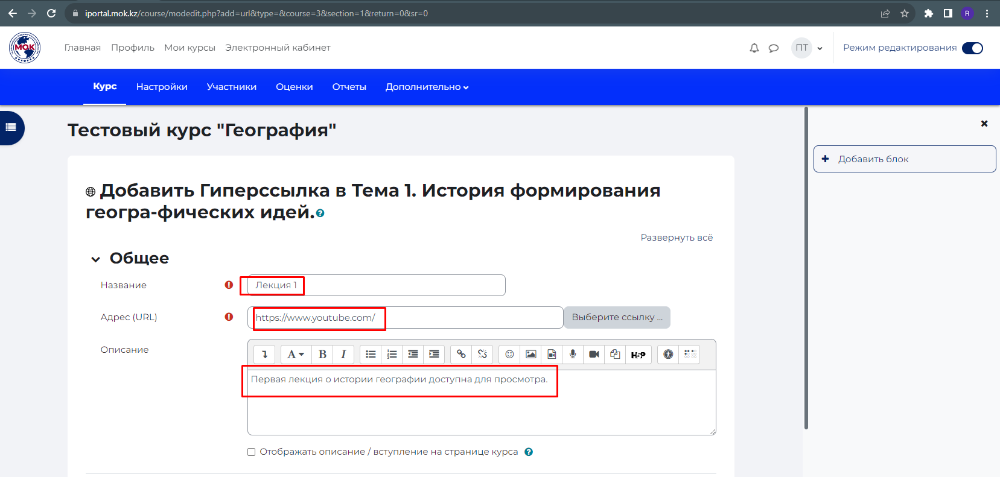 iportal.mok.kz/course/modedit.php?add=url&type=&course=3&section=1&return=0&sr=0
R
МОК
Главная Профиль Мои курсы Электронный кабинет
ПТ
Режим редактирования
Курс Настройки Участники Оценки Отчеты Дополнительно
Тестовый курс "География"
Добавить блок
Добавить Гиперссылка в Тема 1. История формирования
геогра-фических идей.
Развернуть всё
Общее
Название
Лекция 1
Адрес (URL)
https://www.youtube.com/
Выберите ссылку ...
Описание
A B I H5P
Первая лекция о истории географии доступна для просмотра.
Отображать описание / вступление на странице курса